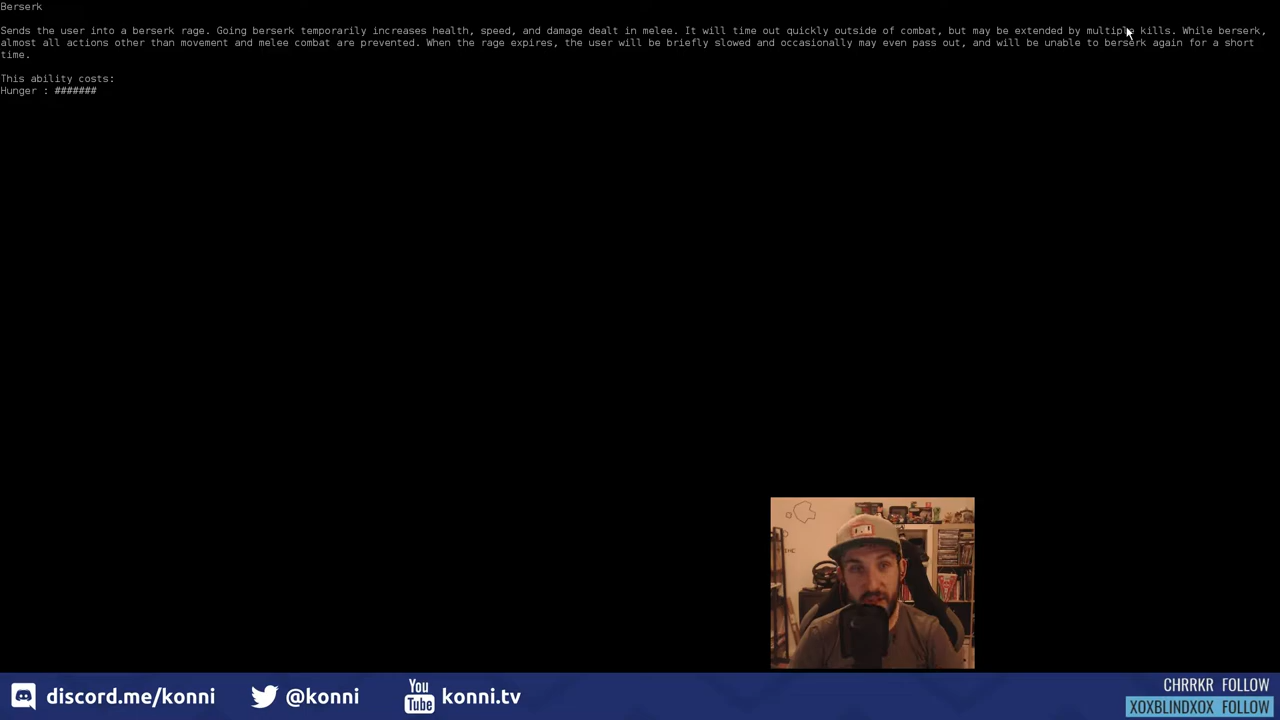 Berserk
Sends the user into a berserk rage. Going berserk temporarily increases health, speed, and damage dealt in melee. It will time out quickly outside of combat, but may be extended by multiple kills. While berserk,
almost all actions other than movement and melee combat are prevented. When the rage expires, the user will be briefly slowed and occasionally may even pass out, and will be unable to berserk again for a short
time.
This ability costs:
Hunger : #######
discord.me/konni
@konni
You
Tube
konni.tv
CHRRKR FOLLOW
XOXBLINDXOX FOLLOW